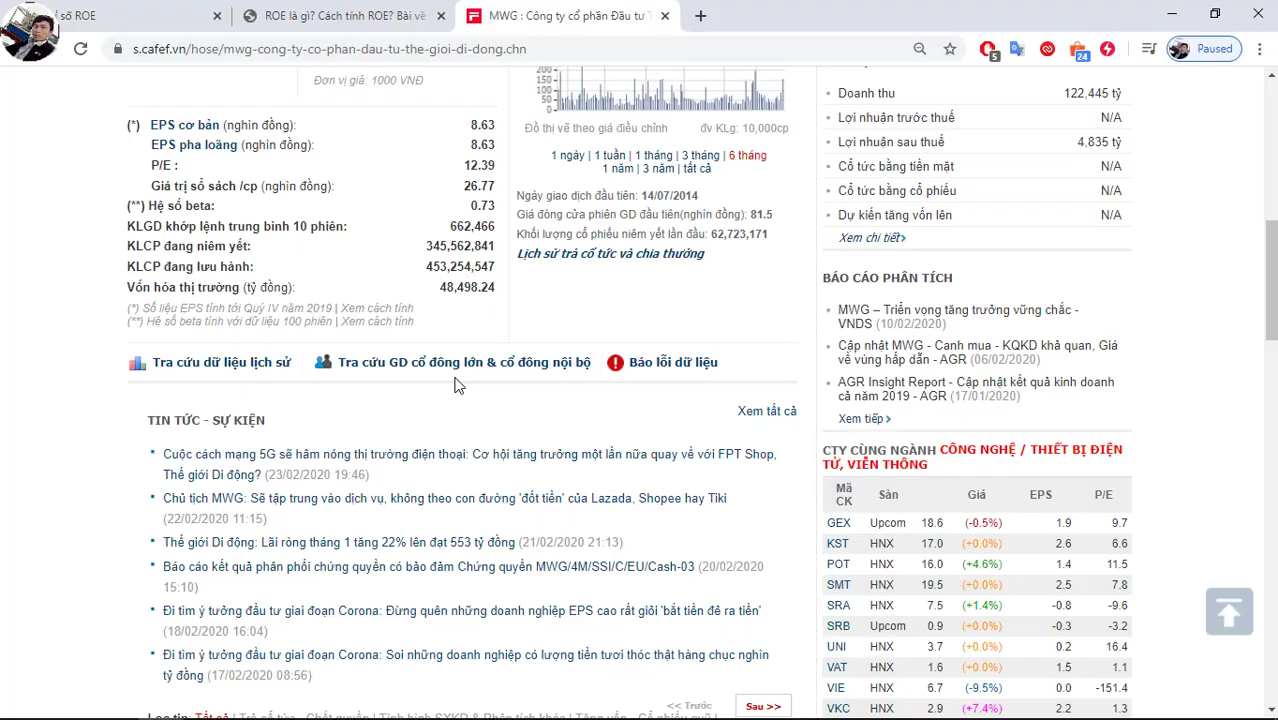 số ROE
ROE là gì? Cách tính ROE? Bài về
MWG : Công ty cổ phần Đầu tư T
s.cafef.vn/hose/mwg-cong-ty-co-phan-dau-tu-the-gioi-di-dong.chn
5
24
Paused
Đơn vị giá: 1000 VNĐ
(*) EPS cơ bản (nghìn đồng): 8.63
EPS pha loãng (nghìn đồng): 8.63
P/E : 12.39
Giá trị sổ sách /cp (nghìn đồng): 26.77
(**) Hệ số beta: 0.73
KLGD khớp lệnh trung bình 10 phiên: 662,466
KLCP đang niêm yết: 345,562,841
KLCP đang lưu hành: 453,254,547
Vốn hóa thị trường (tỷ đồng): 48,498.24
(*) Số liệu EPS tính tới Quý IV năm 2019 | Xem cách tính
(**) Hệ số beta tính với dữ liệu 100 phiên | Xem cách tính
200
150
100
50
0
Đồ thị vẽ theo giá điều chỉnh đv KLg: 10,000cp
1 ngày | 1 tuần | 1 tháng | 3 tháng | 6 tháng
1 năm | 3 năm | tất cả
Ngày giao dịch đầu tiên: 14/07/2014
Giá đóng cửa phiên GD đầu tiên(nghìn đồng): 81.5
Khối lượng cổ phiếu niêm yết lần đầu: 62,723,171
Lịch sử trả cổ tức và chia thưởng
Tra cứu dữ liệu lịch sử Tra cứu GD cổ đông lớn & cổ đông nội bộ Báo lỗi dữ liệu
TIN TỨC - SỰ KIỆN Xem tất cả
Cuộc cách mạng 5G sẽ hâm nóng thị trường điện thoại: Cơ hội tăng trưởng một lần nữa quay về với FPT Shop,
Thế giới Di động? (23/02/2020 19:46)
Chủ tịch MWG: Sẽ tập trung vào dịch vụ, không theo con đường 'đốt tiền' của Lazada, Shopee hay Tiki
(22/02/2020 11:15)
Thế giới Di động: Lãi ròng tháng 1 tăng 22% lên đạt 553 tỷ đồng (21/02/2020 21:13)
Báo cáo kết quả phân phối chứng quyền có bảo đảm Chứng quyền MWG/4M/SSI/C/EU/Cash-03 (20/02/2020
15:10)
Đi tìm ý tưởng đầu tư giai đoạn Corona: Đừng quên những doanh nghiệp EPS cao rất giỏi 'bắt tiền đẻ ra tiền'
(18/02/2020 16:04)
Đi tìm ý tưởng đầu tư giai đoạn Corona: Soi những doanh nghiệp có lượng tiền tươi thóc thật hàng chục nghìn
tỷ đồng (17/02/2020 08:56)
<< Trước Sau >>
Lọc tin: Tất cả | Trả cổ tức - Chốt quyền | Tình hình SXKD & Phân tích khác | Tăng vốn - Cổ phiếu quỹ |
Doanh thu 122,445 tỷ
Lợi nhuận trước thuế N/A
Lợi nhuận sau thuế 4,835 tỷ
Cổ tức bằng tiền mặt N/A
Cổ tức bằng cổ phiếu N/A
Dự kiến tăng vốn lên N/A
Xem chi tiết
BÁO CÁO PHÂN TÍCH
MWG – Triển vọng tăng trưởng vững chắc -
VNDS (10/02/2020)
Cập nhật MWG - Canh mua - KQKD khả quan, Giá
về vùng hấp dẫn - AGR (06/02/2020)
AGR Insight Report - Cập nhật kết quả kinh doanh
cả năm 2019 - AGR (17/01/2020)
Xem tiếp
CTY CÙNG NGÀNH CÔNG NGHỆ / THIẾT BỊ ĐIỆN
TỬ, VIỄN THÔNG
Mã CK Sàn Giá EPS P/E
GEX Upcom 18.6 (-0.5%) 1.9 9.7
KST HNX 17.0 (+0.0%) 2.6 6.6
POT HNX 16.0 (+4.6%) 1.4 11.5
SMT HNX 19.5 (+0.0%) 2.5 7.8
SRA HNX 7.5 (+1.4%) -0.8 -9.6
SRB Upcom 0.9 (+0.0%) -0.3 -3.2
UNI HNX 3.7 (+0.0%) 0.2 16.4
VAT HNX 1.6 (+0.0%) 1.5 1.1
VIE HNX 6.7 (-9.5%) 0.0 -151.4
VKC HNX 2.9 (+7.4%) 2.2 1.3